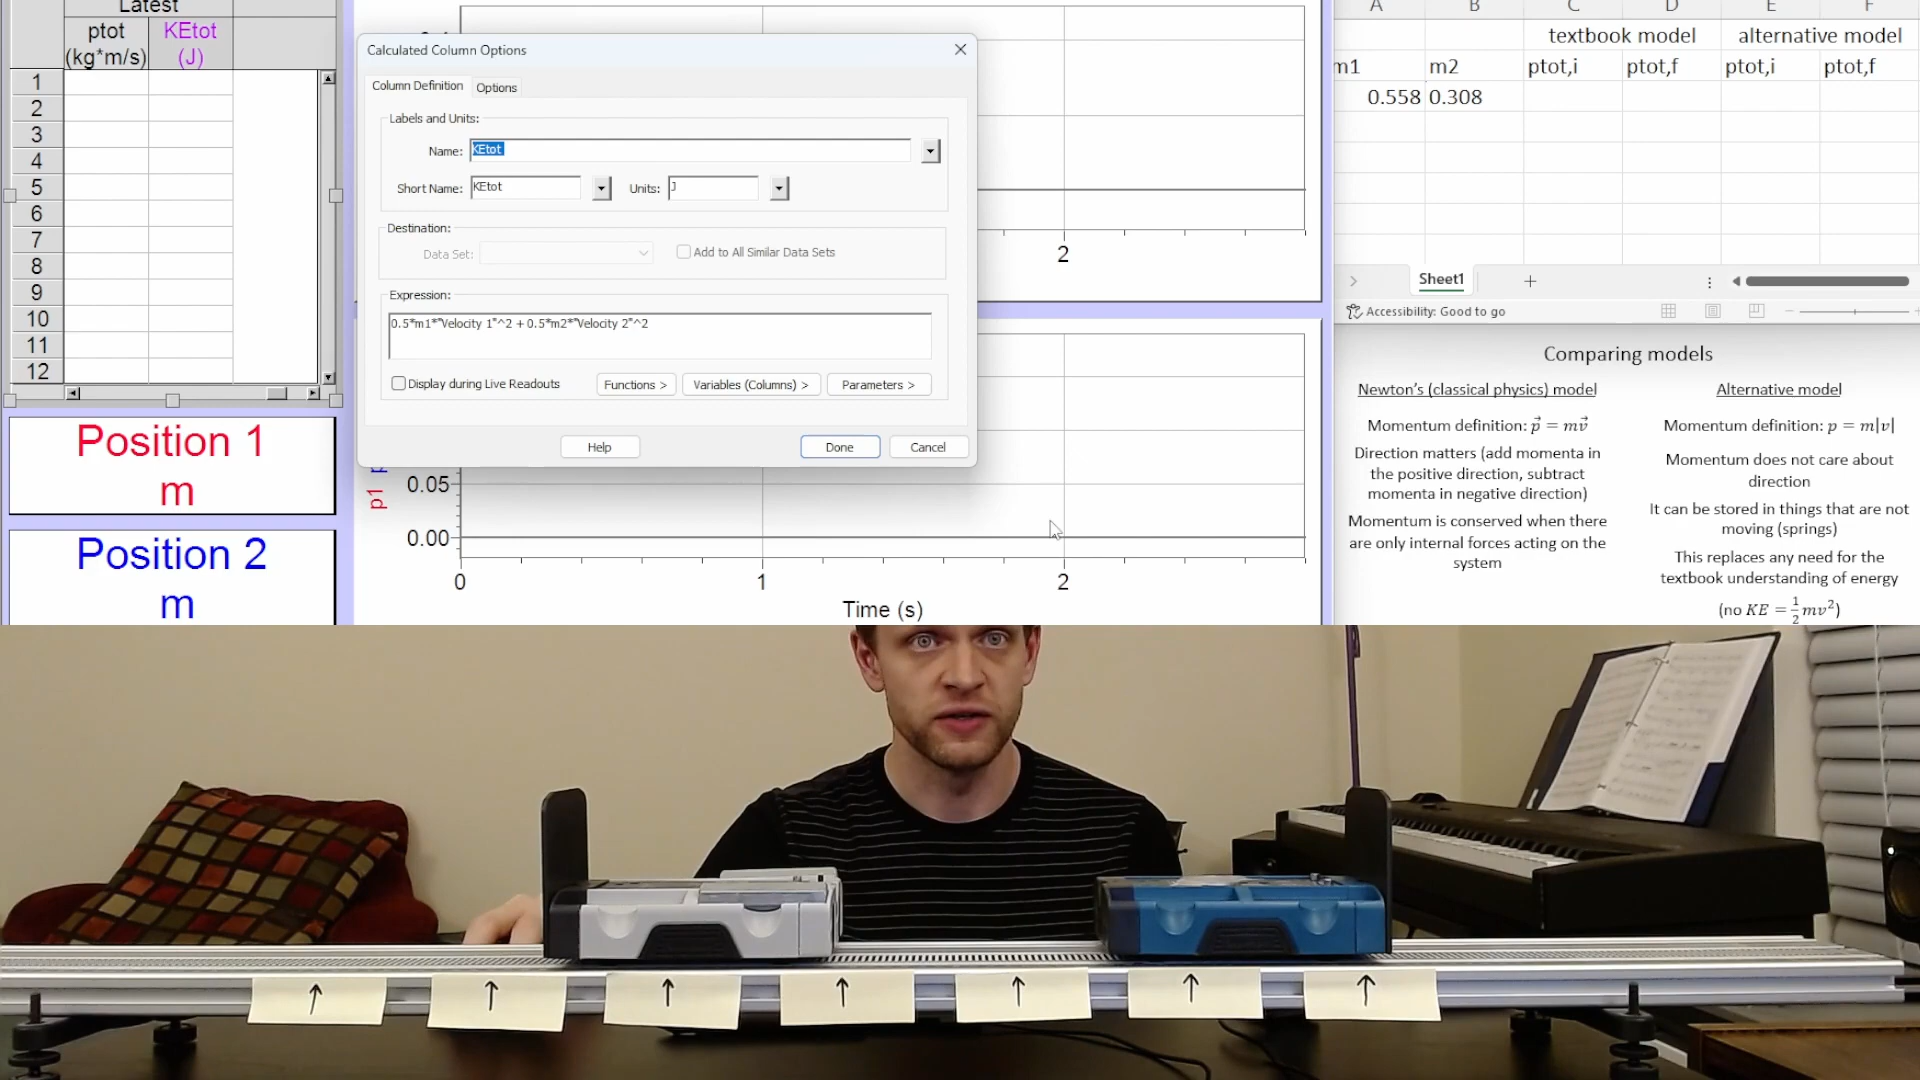 Latest
ptot
KEtot
(kg*m/s)
(J)
1
2
3
4
5
6
7
8
9
10
11
12
Position 1
m
Position 2
m
Calculated Column Options
Column Definition
Options
Labels and Units:
Name: KEtot
Short Name: KEtot
Units: J
Destination:
Data Set:
Add to All Similar Data Sets
Expression:
0.5*m1*"Velocity 1"^2 + 0.5*m2*"Velocity 2"^2
Display during Live Readouts
Functions >
Variables (Columns) >
Parameters >
Help
Done
Cancel
2
p1
0.05
0.00
0
1
2
Time (s)
A B C D E F
textbook model
alternative model
m1 m2 ptot,i ptot,f ptot,i ptot,f
0.558 0.308
Sheet1
Accessibility: Good to go
Comparing models
Newton's (classical physics) model
Momentum definition: p⃗ = mv⃗
Direction matters (add momenta in
the positive direction, subtract
momenta in negative direction)
Momentum is conserved when there
are only internal forces acting on the
system
Alternative model
Momentum definition: p = m|v|
Momentum does not care about
direction
It can be stored in things that are not
moving (springs)
This replaces any need for the
textbook understanding of energy
(no KE = ½mv²)